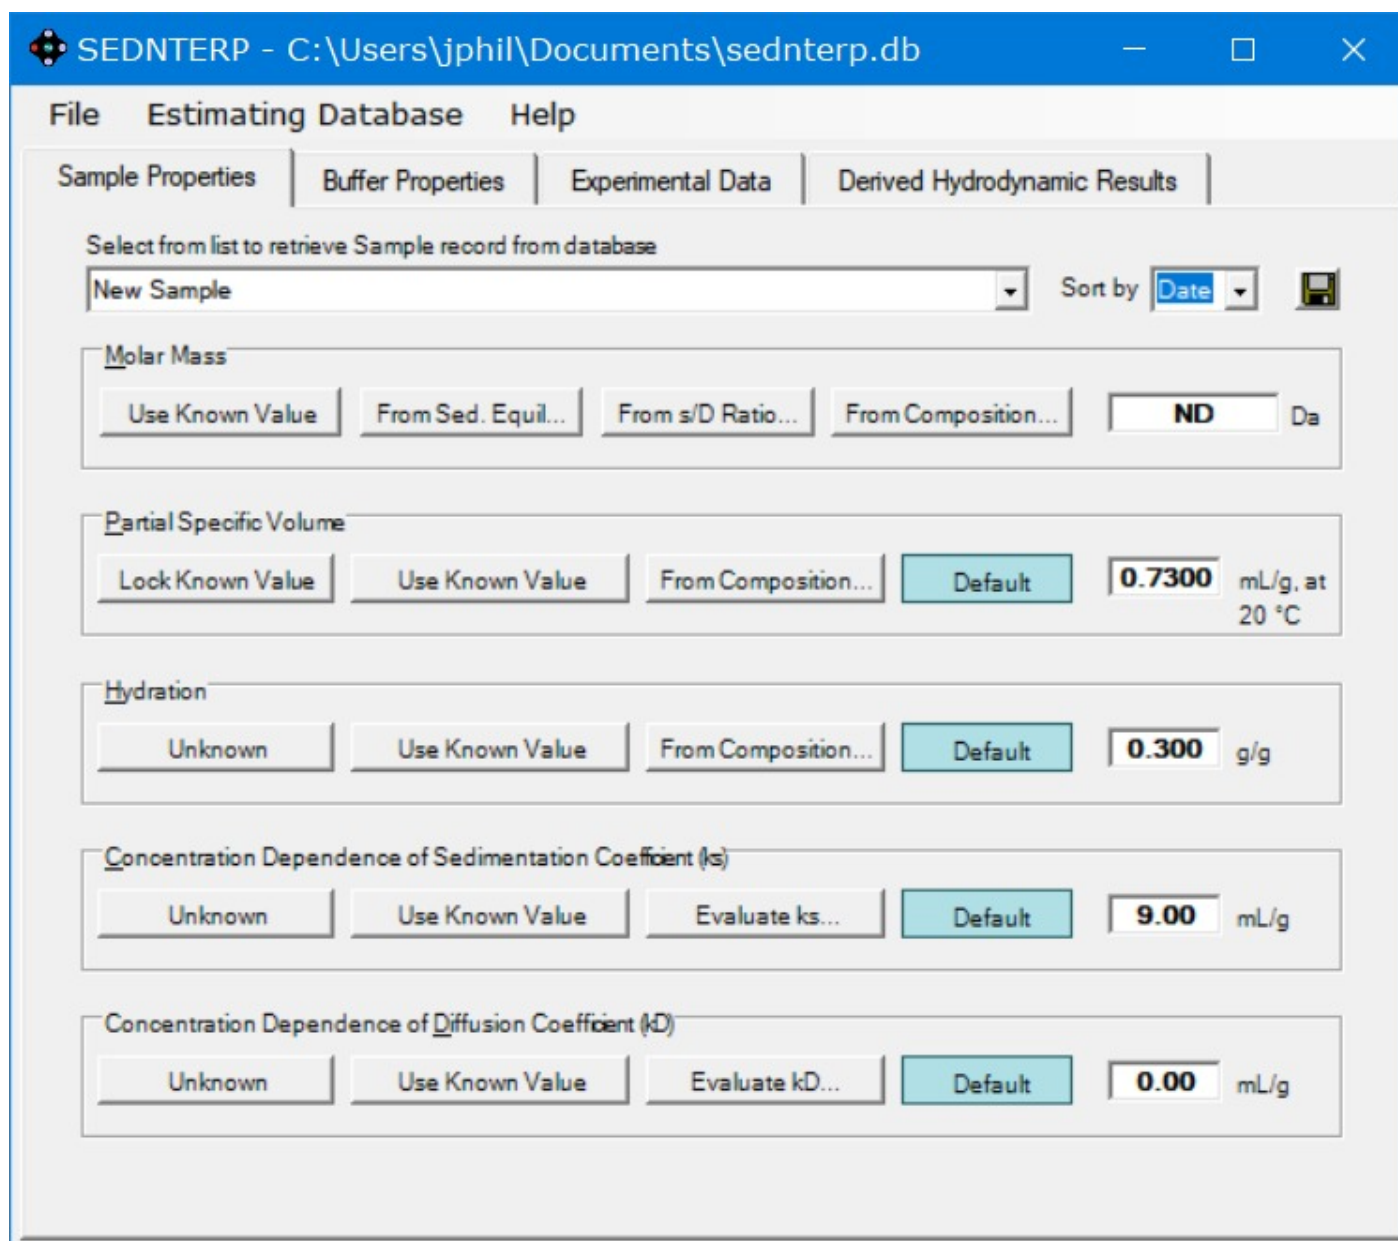 SEDNTERP - C:\Users\jphil\Documents\sednterp.db
File Estimating Database Help
Sample Properties Buffer Properties Experimental Data Derived Hydrodynamic Results
Select from list to retrieve Sample record from database
New Sample Sort by Date
Molar Mass
Use Known Value From Sed. Equil... From s/D Ratio... From Composition... ND Da
Partial Specific Volume
Lock Known Value Use Known Value From Composition... Default 0.7300 mL/g, at
20 °C
Hydration
Unknown Use Known Value From Composition... Default 0.300 g/g
Concentration Dependence of Sedimentation Coefficient (ks)
Unknown Use Known Value Evaluate ks... Default 9.00 mL/g
Concentration Dependence of Diffusion Coefficient (kD)
Unknown Use Known Value Evaluate kD... Default 0.00 mL/g